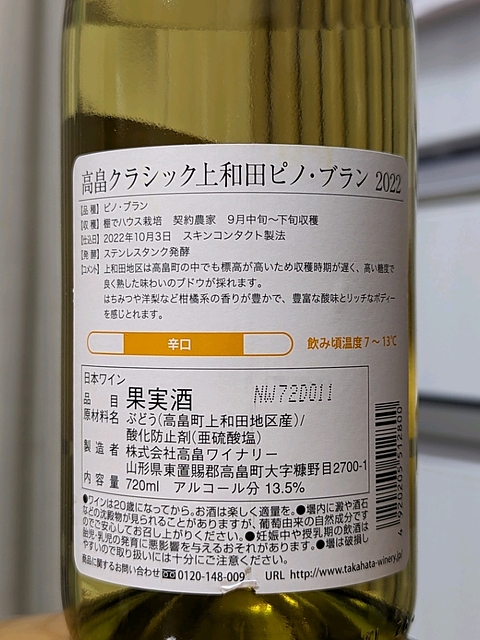 高畠クラシック上和田ピノ・ブラン 2022
【品 種】ピノ・ブラン
【収 穫】棚でハウス栽培 契約農家 9月中旬〜下旬収穫
【仕込日】2022年10月3日 スキンコンタクト製法
【発 酵】ステンレスタンク発酵
【コメント】上和田地区は高畠町の中でも標高が高いため収穫時期が遅く、高い糖度で
良く熟した味わいのブドウが採れます。
はちみつや洋梨など柑橘系の香りが豊かで、豊富な酸味とリッチなボディー
を感じとれます。
辛口
飲み頃温度 7〜13℃
日本ワイン
品 目 果実酒
NW72D011
原材料名 ぶどう(高畠町上和田地区産)/
酸化防止剤(亜硫酸塩)
製 造 者 株式会社高畠ワイナリー
山形県東置賜郡高畠町大字糠野目2700-1
内 容 量 720ml アルコール分 13.5%
4 920205 512800
●ワインは20歳になってから。お酒は楽しく適量を。●壜内に澱や酒石
などの沈殿物が見られることがありますが、葡萄由来の自然成分です
のでご安心してお召し上がりください。●妊娠中や授乳期の飲酒は
胎児・乳児の発育に悪影響を与えるおそれがあります。●壜は破損し
やすいので取り扱いには十分にご注意ください。
商品に関するお問い合わせ 0120-148-009 URL http://www.takahata-winery.jp/